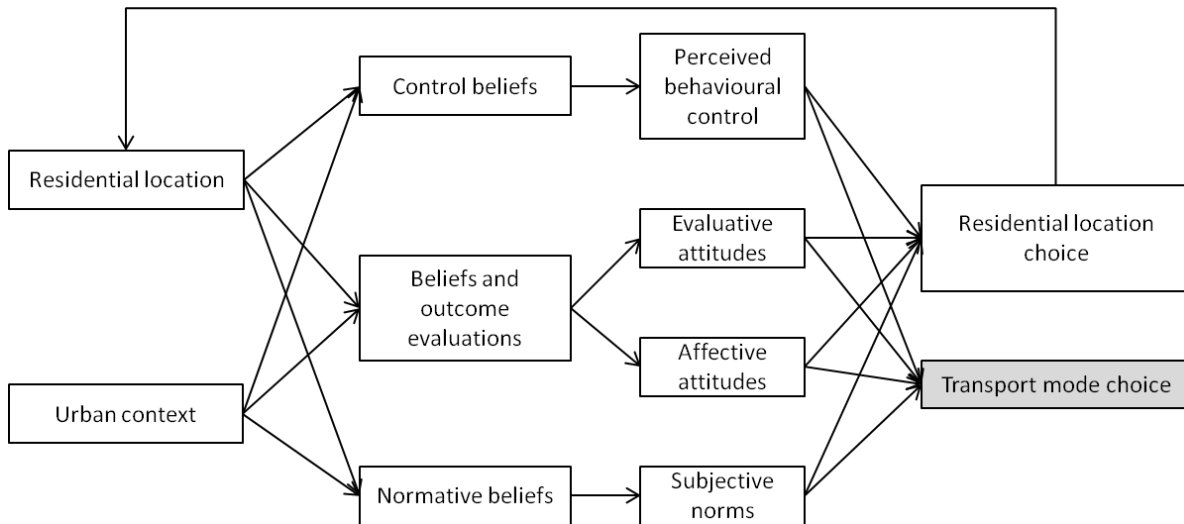 Residential location
Urban context
Control beliefs
Beliefs and
outcome
evaluations
Normative beliefs
Perceived
behavioural
control
Evaluative
attitudes
Affective
attitudes
Subjective
norms
Residential location
choice
Transport mode choice